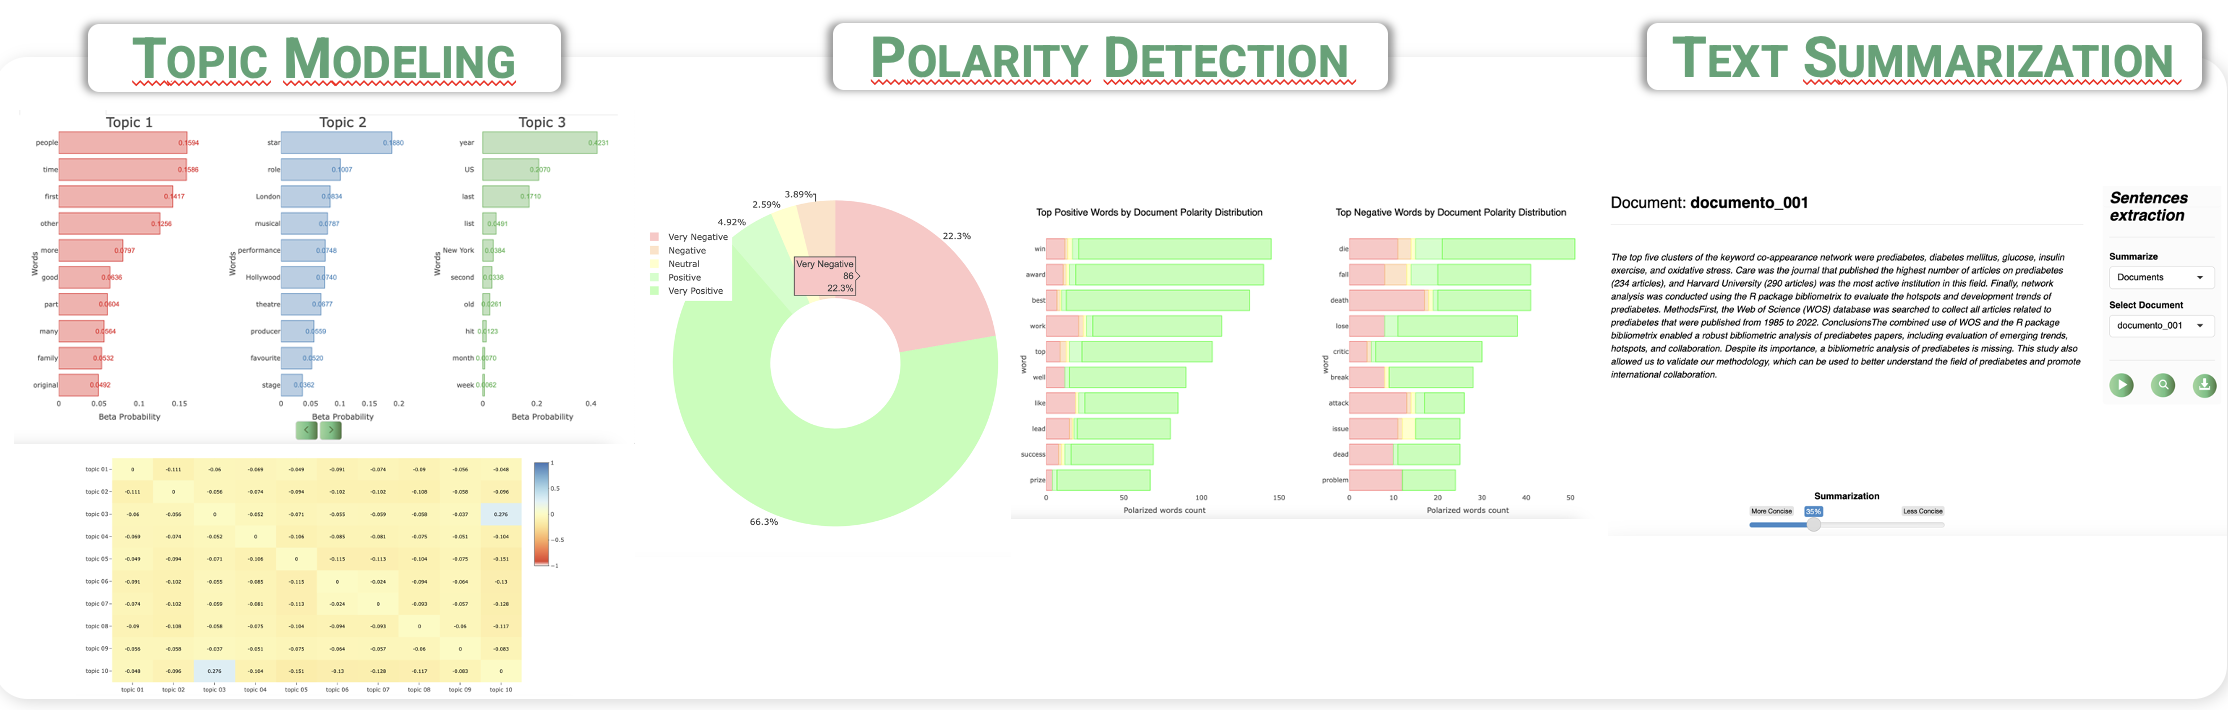 TOPIC MODELING
POLARITY DETECTION
TEXT SUMMARIZATION
Topic 1
Topic 2
Topic 3
Words
people 0.1594
time 0.1586
first 0.1417
other 0.1256
more 0.0797
good 0.0636
part 0.0604
many 0.0564
family 0.0532
original 0.0492
0 0.05 0.1 0.15
Beta Probability
Words
star 0.1880
role 0.1007
London 0.0834
musical 0.0787
performance 0.0748
Hollywood 0.0740
theatre 0.0677
producer 0.0559
favourite 0.0520
stage 0.0362
0 0.05 0.1 0.15 0.2
Beta Probability
Words
year 0.4231
US 0.2070
last 0.1710
list 0.0491
New York 0.0384
second 0.0338
old 0.0261
hit 0.0123
month 0.0070
week 0.0062
0 0.2 0.4
Beta Probability
topic 01 0 -0.111 -0.06 -0.069 -0.049 -0.091 -0.074 -0.09 -0.056 -0.048
topic 02 -0.111 0 -0.056 -0.074 -0.094 -0.102 -0.102 -0.108 -0.058 -0.096
topic 03 -0.06 -0.056 0 -0.052 -0.071 -0.055 -0.059 -0.058 -0.037 0.276
topic 04 -0.069 -0.074 -0.052 0 -0.106 -0.085 -0.081 -0.075 -0.051 -0.104
topic 05 -0.049 -0.094 -0.071 -0.106 0 -0.115 -0.113 -0.104 -0.075 -0.151
topic 06 -0.091 -0.102 -0.055 -0.085 -0.115 0 -0.024 -0.094 -0.064 -0.13
topic 07 -0.074 -0.102 -0.059 -0.081 -0.113 -0.024 0 -0.093 -0.057 -0.128
topic 08 -0.09 -0.108 -0.058 -0.075 -0.104 -0.094 -0.093 0 -0.06 -0.117
topic 09 -0.056 -0.058 -0.037 -0.051 -0.075 -0.064 -0.057 -0.06 0 -0.083
topic 10 -0.048 -0.096 0.276 -0.104 -0.151 -0.13 -0.128 -0.117 -0.083 0
topic 01 topic 02 topic 03 topic 04 topic 05 topic 06 topic 07 topic 08 topic 09 topic 10
1
0.5
0
−0.5
−1
3.89%
2.59%
4.92%
22.3%
66.3%
Very Negative
Negative
Neutral
Positive
Very Positive
Very Negative
86
22.3%
Top Positive Words by Document Polarity Distribution
word
win
award
best
work
top
well
like
lead
success
prize
0 50 100 150
Polarized words count
Top Negative Words by Document Polarity Distribution
word
die
fall
death
lose
critic
break
attack
issue
dead
problem
0 10 20 30 40 50
Polarized words count
Document: documento_001
The top five clusters of the keyword co-appearance network were prediabetes, diabetes mellitus, glucose, insulin
exercise, and oxidative stress. Care was the journal that published the highest number of articles on prediabetes
(234 articles), and Harvard University (290 articles) was the most active institution in this field. Finally, network
analysis was conducted using the R package bibliometrix to evaluate the hotspots and development trends of
prediabetes. MethodsFirst, the Web of Science (WOS) database was searched to collect all articles related to
prediabetes that were published from 1985 to 2022. ConclusionsThe combined use of WOS and the R package
bibliometrix enabled a robust bibliometric analysis of prediabetes papers, including evaluation of emerging trends,
hotspots, and collaboration. Despite its importance, a bibliometric analysis of prediabetes is missing. This study also
allowed us to validate our methodology, which can be used to better understand the field of prediabetes and promote
international collaboration.
Summarization
More Concise 35% Less Concise
Sentences
extraction
Summarize
Documents
Select Document
documento_001